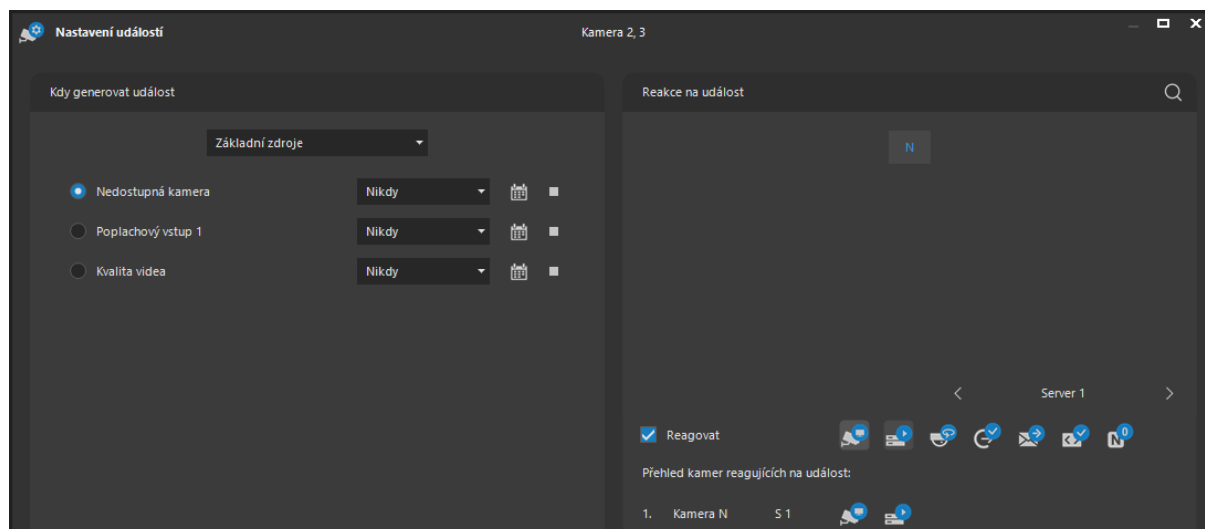 Nastavení událostí
Kamera 2, 3
Kdy generovat událost
Základní zdroje
Nedostupná kamera Nikdy
Poplachový vstup 1 Nikdy
Kvalita videa Nikdy
Reakce na událost
N
Server 1
Reagovat
N 0
Přehled kamer reagujících na událost:
1. Kamera N S 1